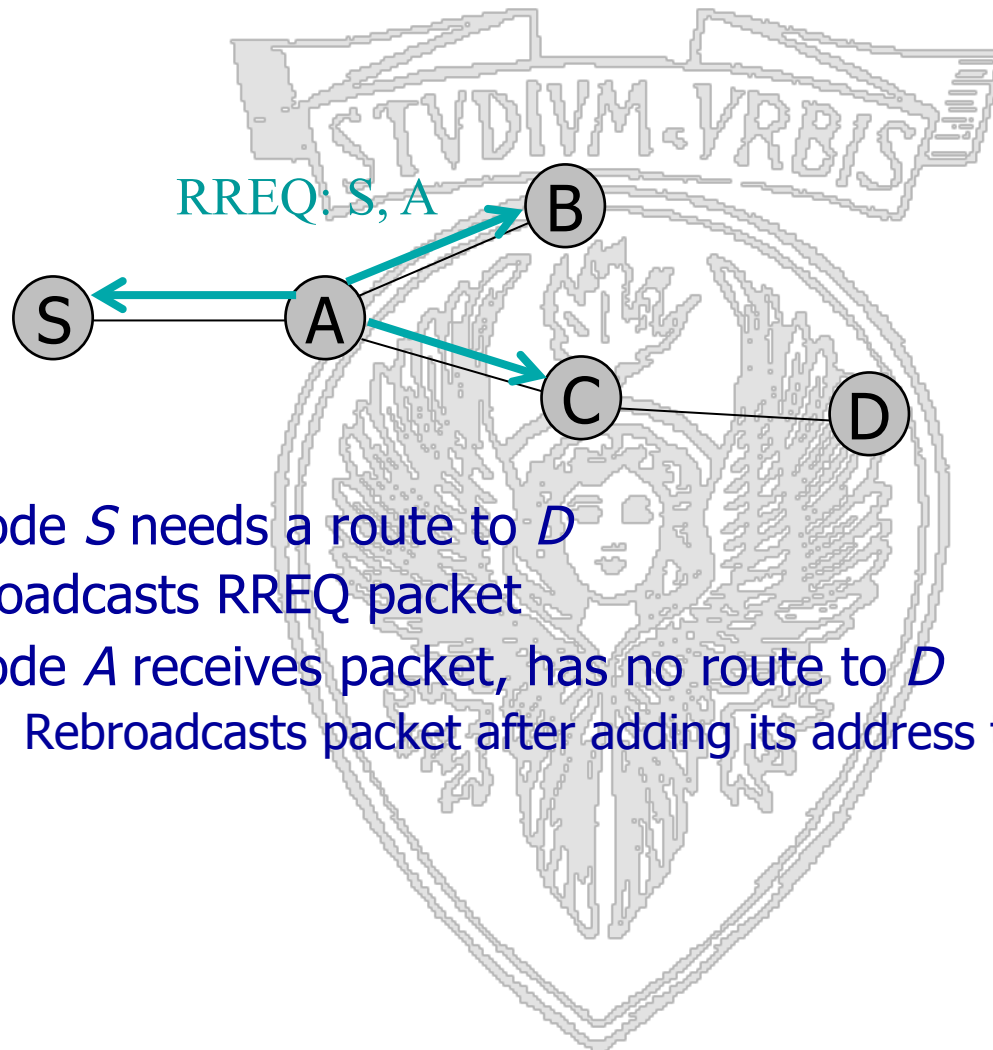 STVDIVM VRBIS
RREQ: S, A
B
S
A
C
D
ode S needs a route to D
oadcasts RREQ packet
ode A receives packet, has no route to D
Rebroadcasts packet after adding its address